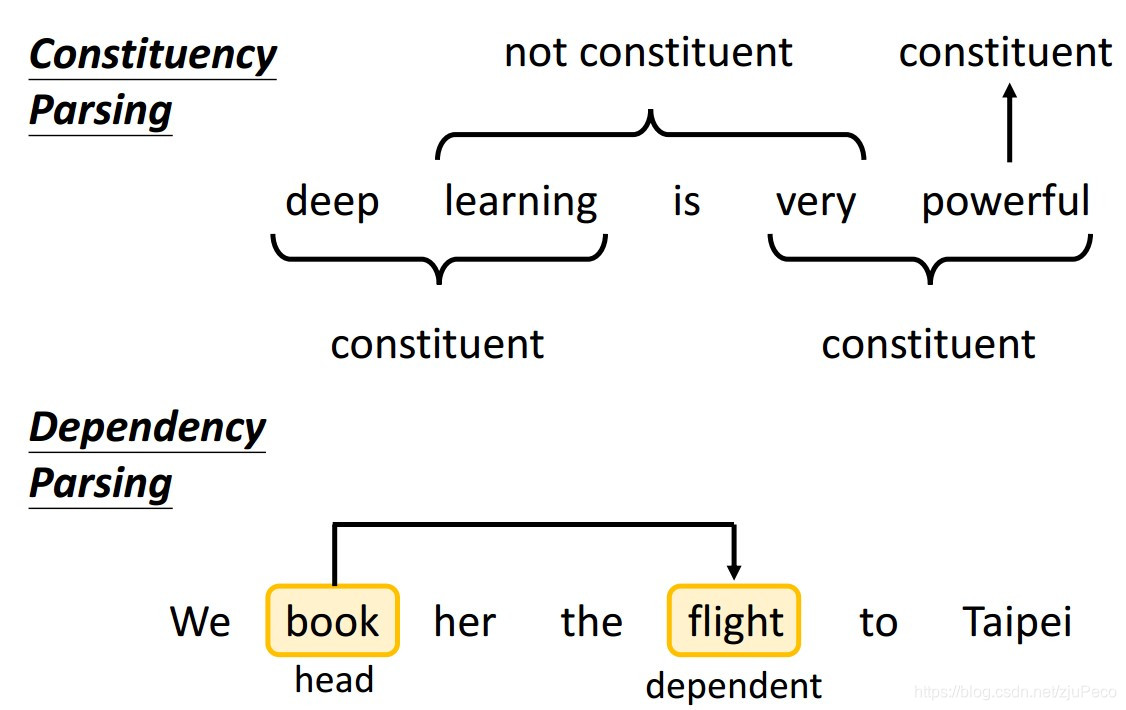 Constituency
Parsing
not constituent
constituent
deep learning is very powerful
constituent
constituent
Dependency
Parsing
We book her the flight to Taipei
head
dependent
https://blog.csdn.net/zjuPeco